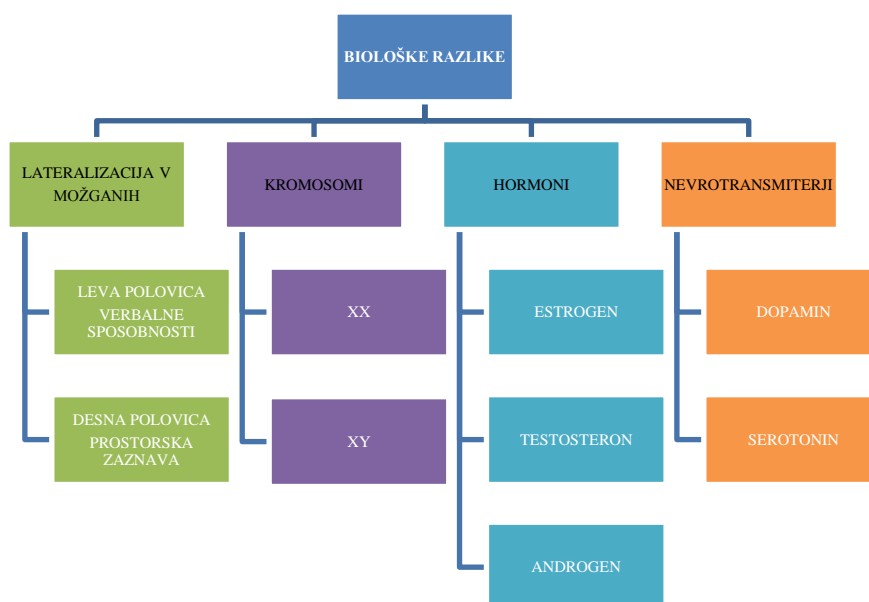 BIOLOŠKE RAZLIKE
LATERALIZACIJA V
MOŽGANIH
KROMOSOMI
HORMONI
NEVROTRANSMITERJI
LEVA POLOVICA
VERBALNE
SPOSOBNOSTI
XX
ESTROGEN
DOPAMIN
DESNA POLOVICA
PROSTORSKA
ZAZNAVA
XY
TESTOSTERON
SEROTONIN
ANDROGEN